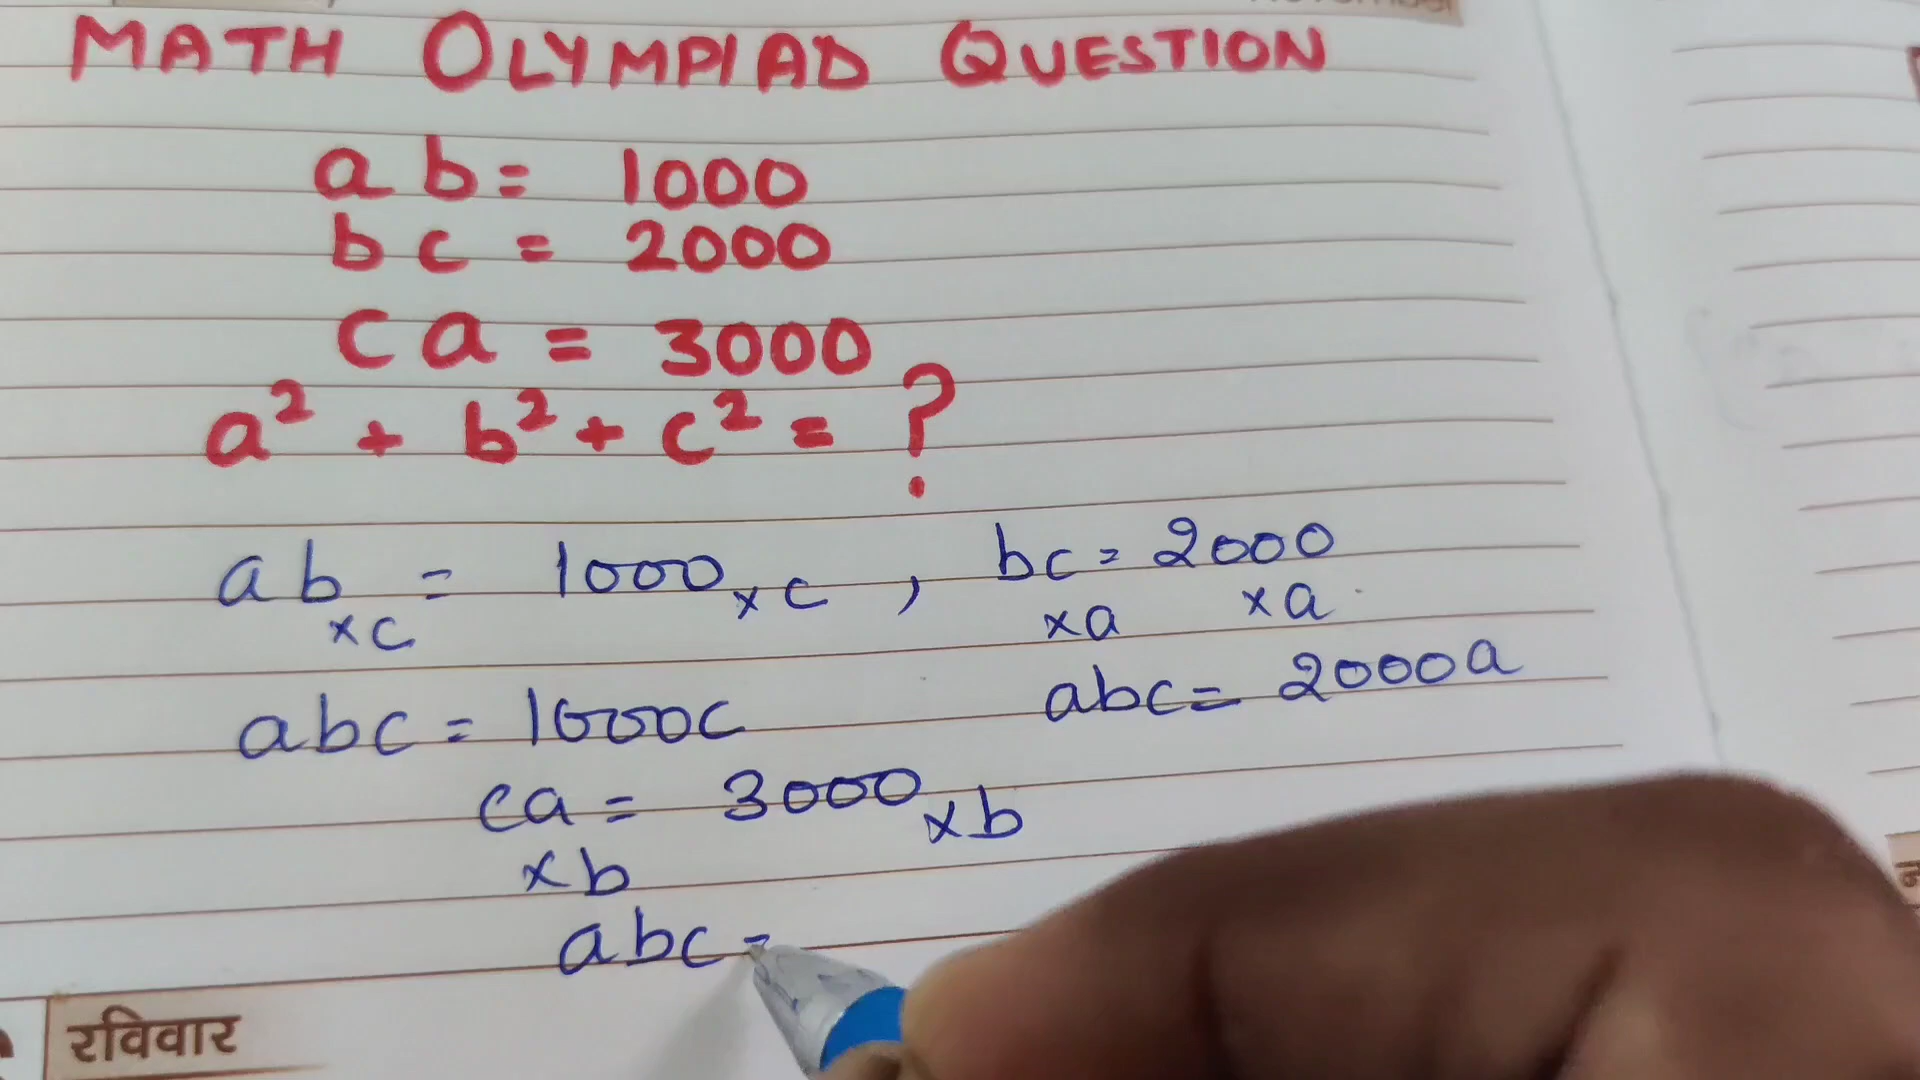 MATH OLYMPIAD QUESTION
ab = 1000
bc = 2000
ca = 3000
a² + b² + c² = ?
ab = 1000 × c , bc = 2000
× c × a × a
abc = 1000c abc = 2000a
ca = 3000 × b
× b
abc =
रविवार